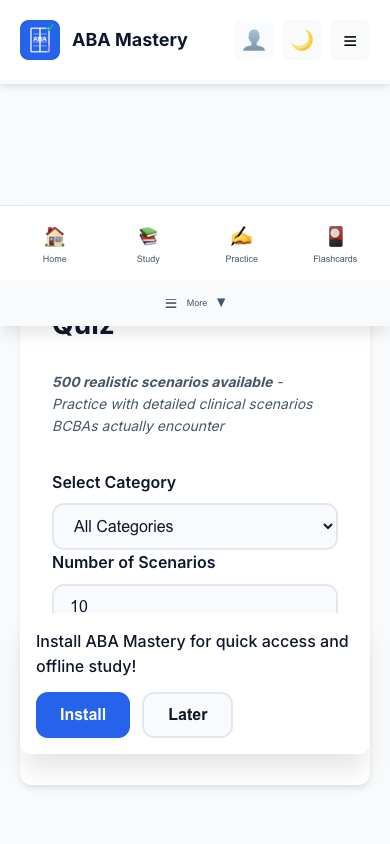 ABA
ABA Mastery
Home
Study
Practice
Flashcards
More
Quiz
500 realistic scenarios available -
Practice with detailed clinical scenarios
BCBAs actually encounter
Select Category
All Categories
Number of Scenarios
10
Install ABA Mastery for quick access and
offline study!
Install
Later